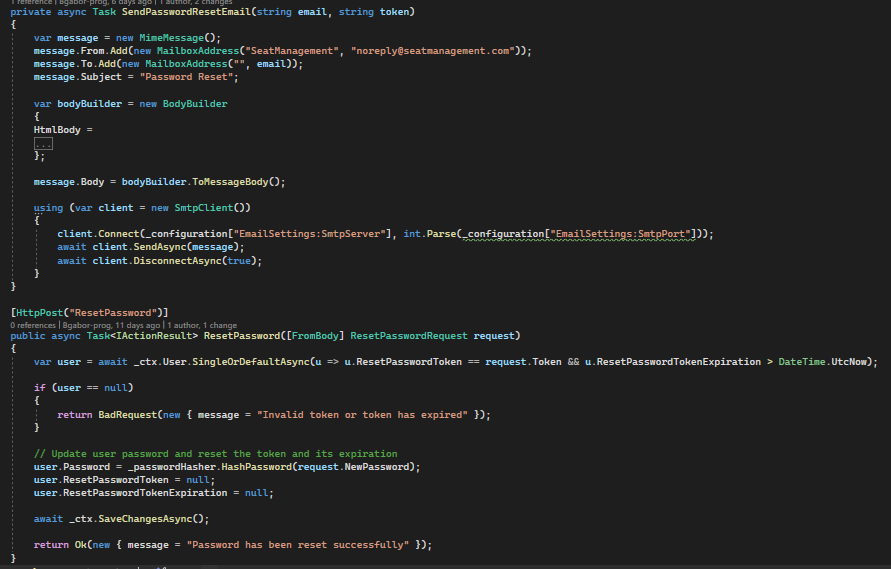 1 reference | Bgabor-prog, 6 days ago | 1 author, 2 changes
private async Task SendPasswordResetEmail(string email, string token)
{
var message = new MimeMessage();
message.From.Add(new MailboxAddress("SeatManagement", "noreply@seatmanagement.com"));
message.To.Add(new MailboxAddress("", email));
message.Subject = "Password Reset";
var bodyBuilder = new BodyBuilder
{
HtmlBody =
...
};
message.Body = bodyBuilder.ToMessageBody();
using (var client = new SmtpClient())
{
client.Connect(_configuration["EmailSettings:SmtpServer"], int.Parse(_configuration["EmailSettings:SmtpPort"]));
await client.SendAsync(message);
await client.DisconnectAsync(true);
}
}
[HttpPost("ResetPassword")]
0 references | Bgabor-prog, 11 days ago | 1 author, 1 change
public async Task<IActionResult> ResetPassword([FromBody] ResetPasswordRequest request)
{
var user = await _ctx.User.SingleOrDefaultAsync(u => u.ResetPasswordToken == request.Token && u.ResetPasswordTokenExpiration > DateTime.UtcNow);
if (user == null)
{
return BadRequest(new { message = "Invalid token or token has expired" });
}
// Update user password and reset the token and its expiration
user.Password = _passwordHasher.HashPassword(request.NewPassword);
user.ResetPasswordToken = null;
user.ResetPasswordTokenExpiration = null;
await _ctx.SaveChangesAsync();
return Ok(new { message = "Password has been reset successfully" });
}